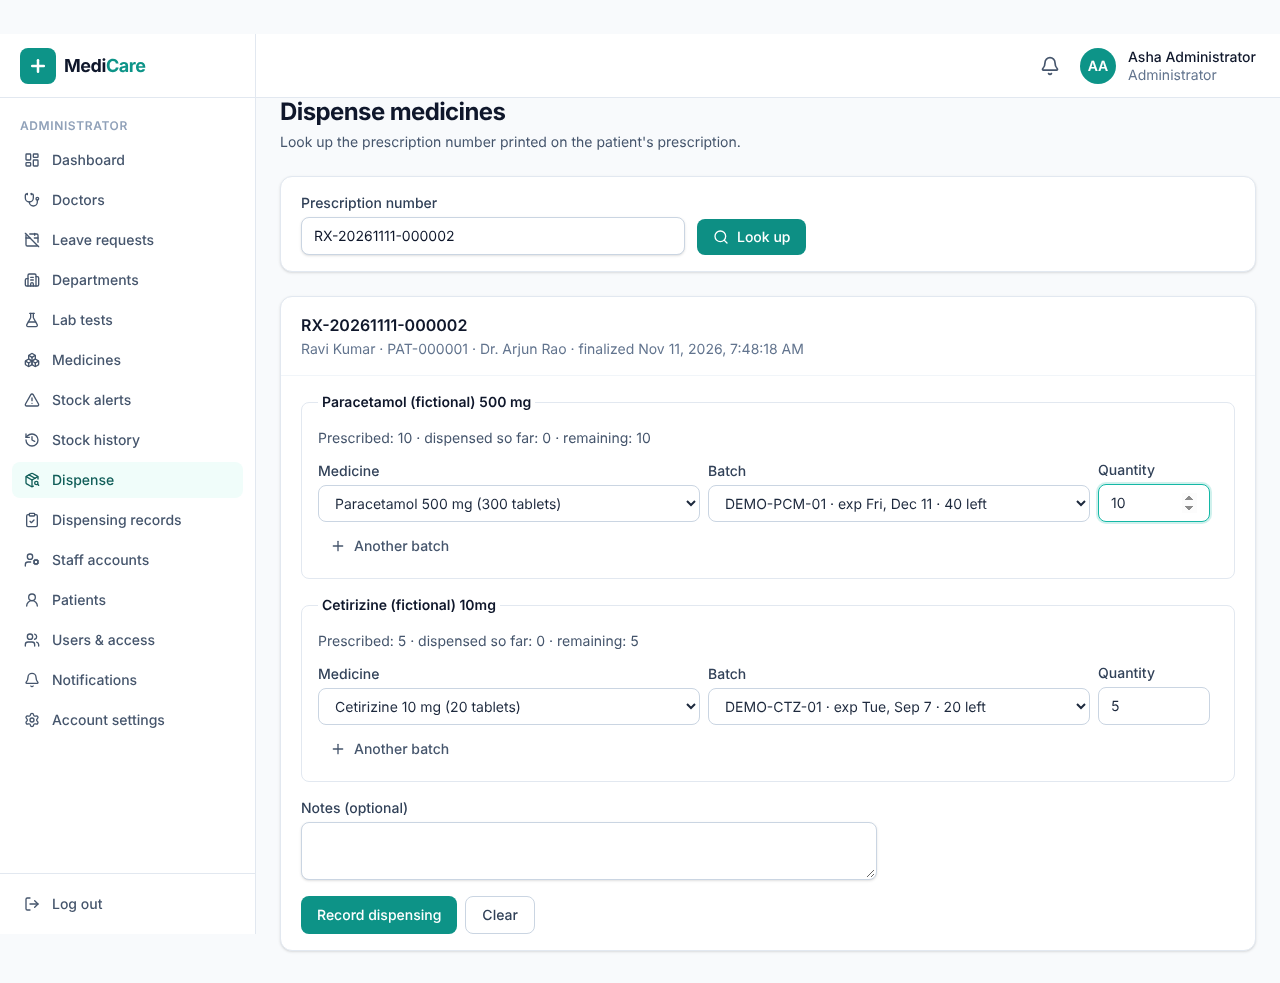 MediCare
AA
Asha Administrator
Administrator
ADMINISTRATOR
Dashboard
Doctors
Leave requests
Departments
Lab tests
Medicines
Stock alerts
Stock history
Dispense
Dispensing records
Staff accounts
Patients
Users & access
Notifications
Account settings
Log out
Dispense medicines
Look up the prescription number printed on the patient's prescription.
Prescription number
RX-20261111-000002
Look up
RX-20261111-000002
Ravi Kumar · PAT-000001 · Dr. Arjun Rao · finalized Nov 11, 2026, 7:48:18 AM
Paracetamol (fictional) 500 mg
Prescribed: 10 · dispensed so far: 0 · remaining: 10
Medicine Batch Quantity
Paracetamol 500 mg (300 tablets) DEMO-PCM-01 · exp Fri, Dec 11 · 40 left 10
Another batch
Cetirizine (fictional) 10mg
Prescribed: 5 · dispensed so far: 0 · remaining: 5
Medicine Batch Quantity
Cetirizine 10 mg (20 tablets) DEMO-CTZ-01 · exp Tue, Sep 7 · 20 left 5
Another batch
Notes (optional)
Record dispensing Clear